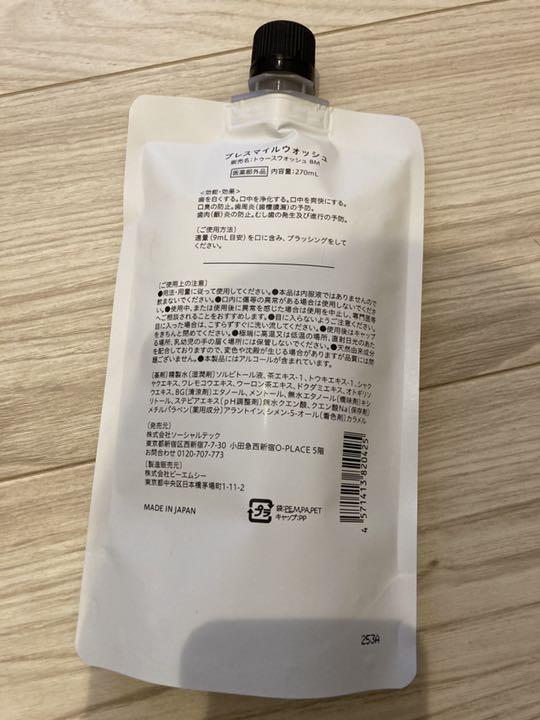 ブレスマイルウォッシュ
販売名:トゥースウオッシュ BM
医薬部外品 内容量:270mL
<効能・効果>
歯を白くする。口中を浄化する。口中を爽快にする。
口臭の防止。歯周炎(歯槽膿漏)の予防。
歯肉(齦)炎の防止。むし歯の発生及び進行の予防。
〔ご使用方法〕
適量(9mL目安)を口に含み、ブラッシングをして
ください。
〔ご使用上の注意〕
●用法・用量に従って使用してください。●本品は内服液ではありませんので
飲まないでください。●口内に傷等の異常がある場合は使用しないでくださ
い。●使用中、または使用後に異常を感じた場合は使用を中止し、専門医等
へご相談されることをおすすめします。●目に入らないようご注意ください。
目に入った場合は、こすらずすぐに洗い流してください。●使用後はキャップ
をきちんと閉めてください。●極端に高温又は低温の場所、直射日光のあた
る場所、乳幼児の手の届く場所には保管しないでください。●天然由来成分
を配合しておりますので、変色や沈殿が生じる場合がありますが品質には問
題ございません。●本製品にはアルコールが含まれています。
(基剤)精製水(湿潤剤)ソルビトール液、茶エキス-1、トウキエキス-1、シャク
ヤクエキス、ワレモコウエキス、ウーロン茶エキス、ドクダミエキス、オトギリソ
ウエキス、BG(清涼剤)エタノール、メントール、無水エタノール(矯味剤)キシ
リトール、ステビアエキス(pH調整剤)無水クエン酸、クエン酸Na(保存剤)
メチルパラベン(薬用成分)アラントイン、シメン-5-オール(着色剤)カラメル
〔発売元〕
株式会社ソーシャルテック
東京都新宿区西新宿7-7-30 小田急西新宿O-PLACE 5階
お問合わせ 0120-707-773
〔製造販売元〕
株式会社ピーエムシー
東京都中央区日本橋茅場町1-11-2
MADE IN JAPAN
プラ
袋:PE,M,PA,PET
キャップ:PP
4 571413 820425
253A